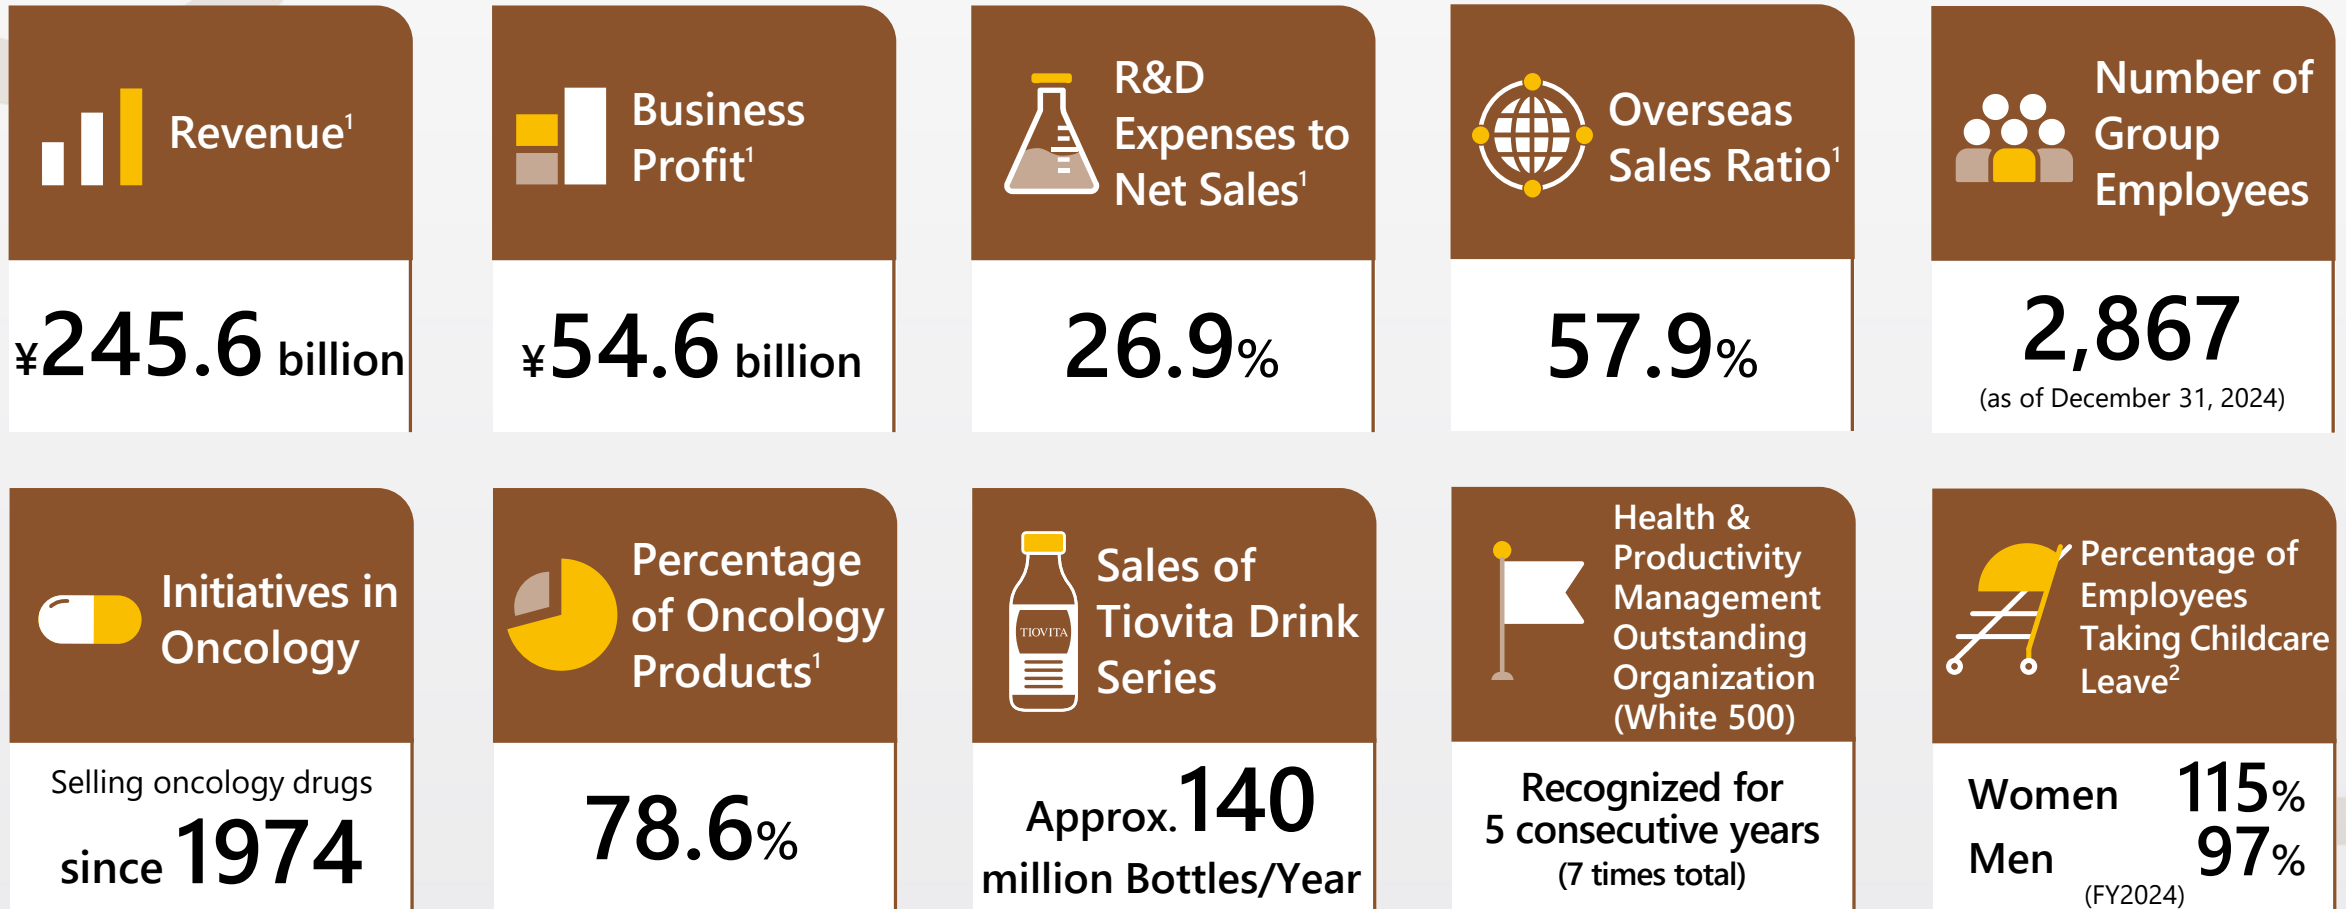 Revenue¹
¥245.6 billion
Business
Profit¹
¥54.6 billion
R&D
Expenses to
Net Sales¹
26.9%
Overseas
Sales Ratio¹
57.9%
Number of
Group
Employees
2,867
(as of December 31, 2024)
Initiatives in
Oncology
Selling oncology drugs
since 1974
Percentage
of Oncology
Products¹
78.6%
TIOVITA
Sales of
Tiovita Drink
Series
Approx.140
million Bottles/Year
Health &
Productivity
Management
Outstanding
Organization
(White 500)
Recognized for
5 consecutive years
(7 times total)
Percentage of
Employees
Taking Childcare
Leave²
Women 115%
Men 97%
(FY2024)